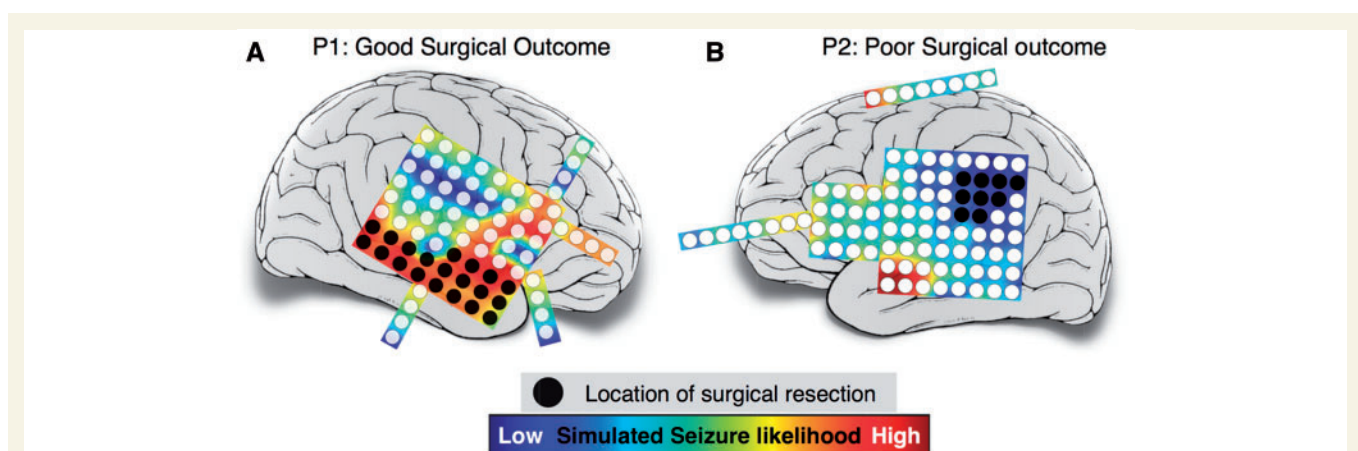 A P1: Good Surgical Outcome
B P2: Poor Surgical outcome
Location of surgical resection
Low Simulated Seizure likelihood High